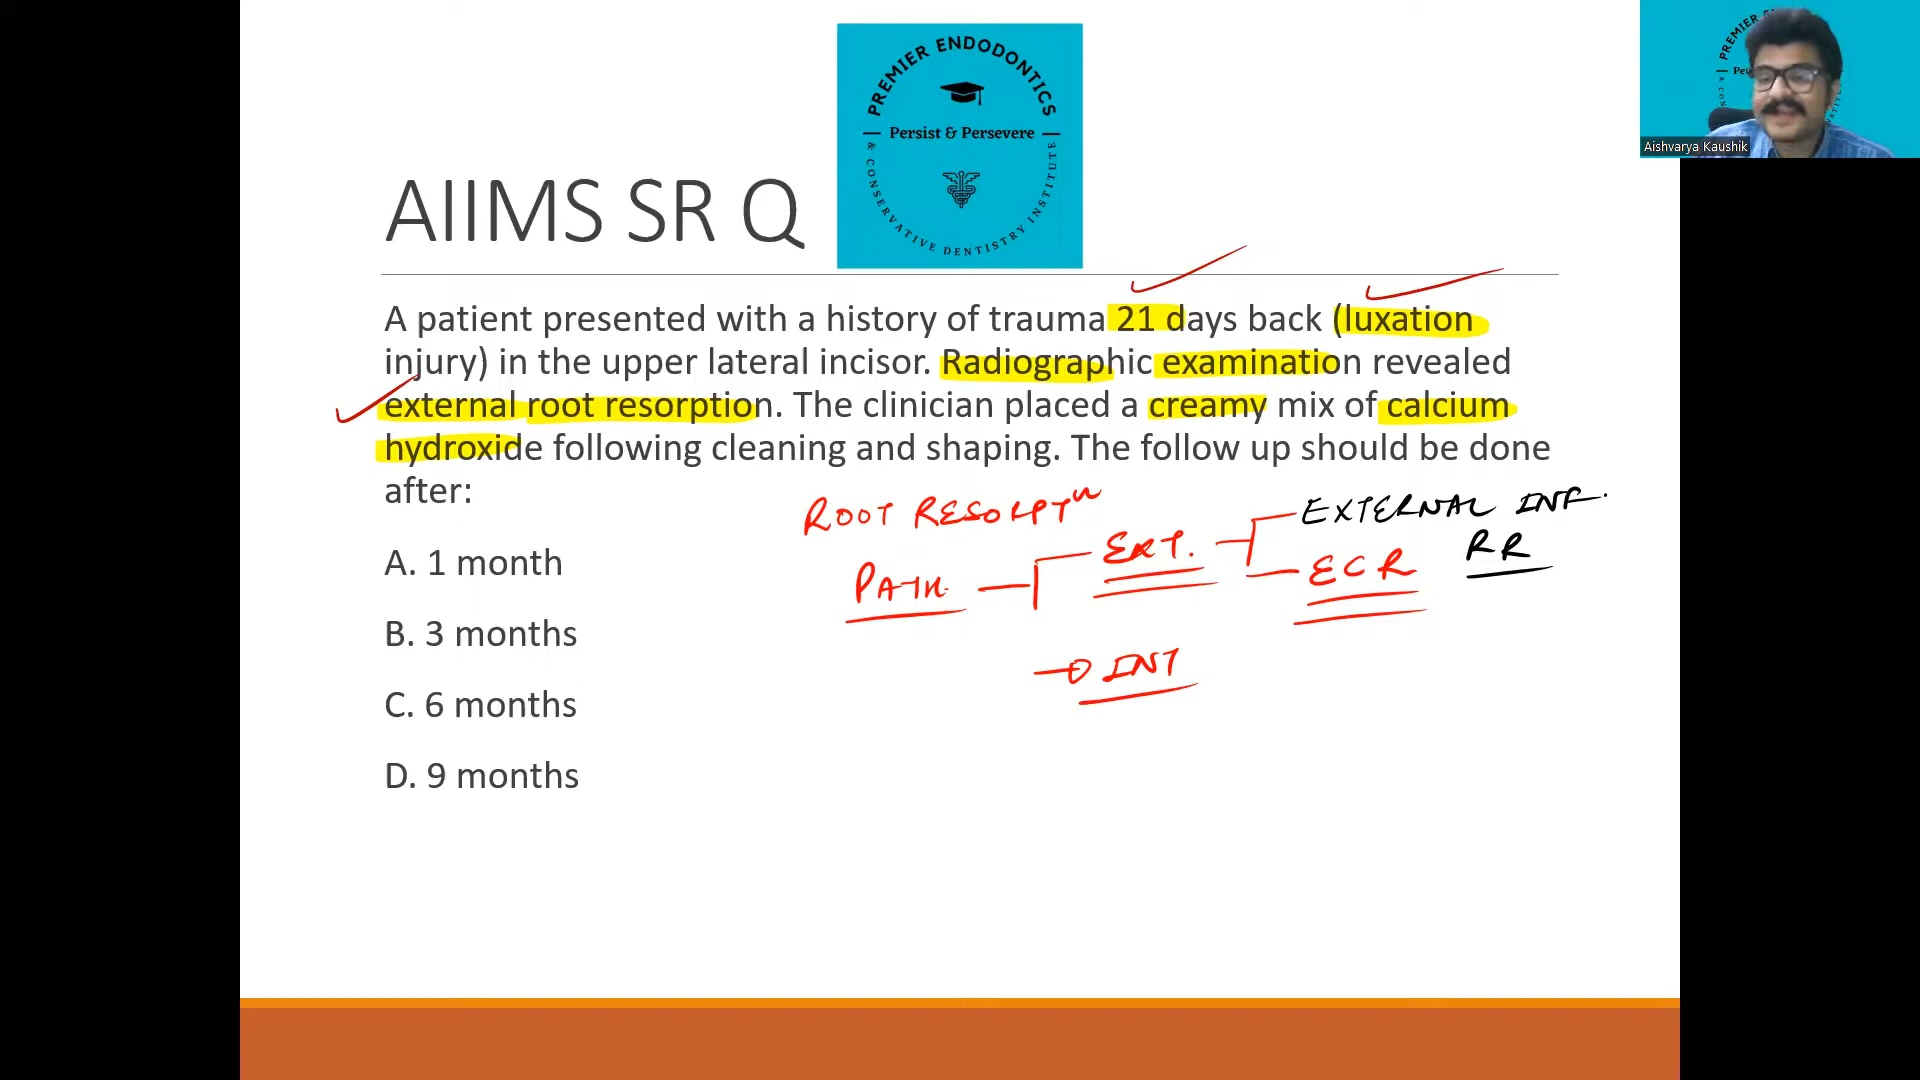 PREMIER ENDODONTICS
Persist & Persevere
& CONSERVATIVE DENTISTRY INSTITUTE
Aishvarya Kaushik
AIIMS SR Q
A patient presented with a history of trauma 21 days back (luxation
injury) in the upper lateral incisor. Radiographic examination revealed
external root resorption. The clinician placed a creamy mix of calcium
hydroxide following cleaning and shaping. The follow up should be done
after:
ROOT RESORPTn
EXTERNAL INF.
RR
PATH.
EXT.
ECR
INT
A. 1 month
B. 3 months
C. 6 months
D. 9 months